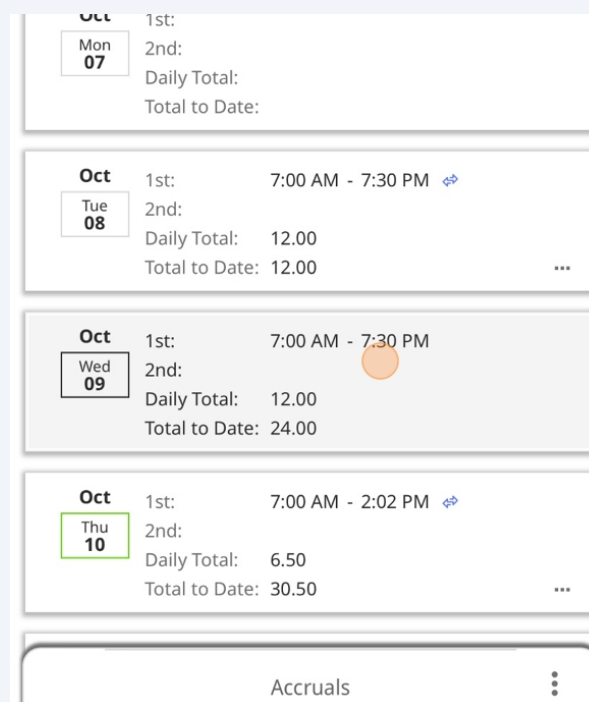 Oct
1st:
Mon
07
2nd:
Daily Total:
Total to Date:
Oct
1st: 7:00 AM - 7:30 PM
Tue
08
2nd:
Daily Total: 12.00
Total to Date: 12.00
Oct
1st: 7:00 AM - 7:30 PM
Wed
09
2nd:
Daily Total: 12.00
Total to Date: 24.00
Oct
1st: 7:00 AM - 2:02 PM
Thu
10
2nd:
Daily Total: 6.50
Total to Date: 30.50
Accruals